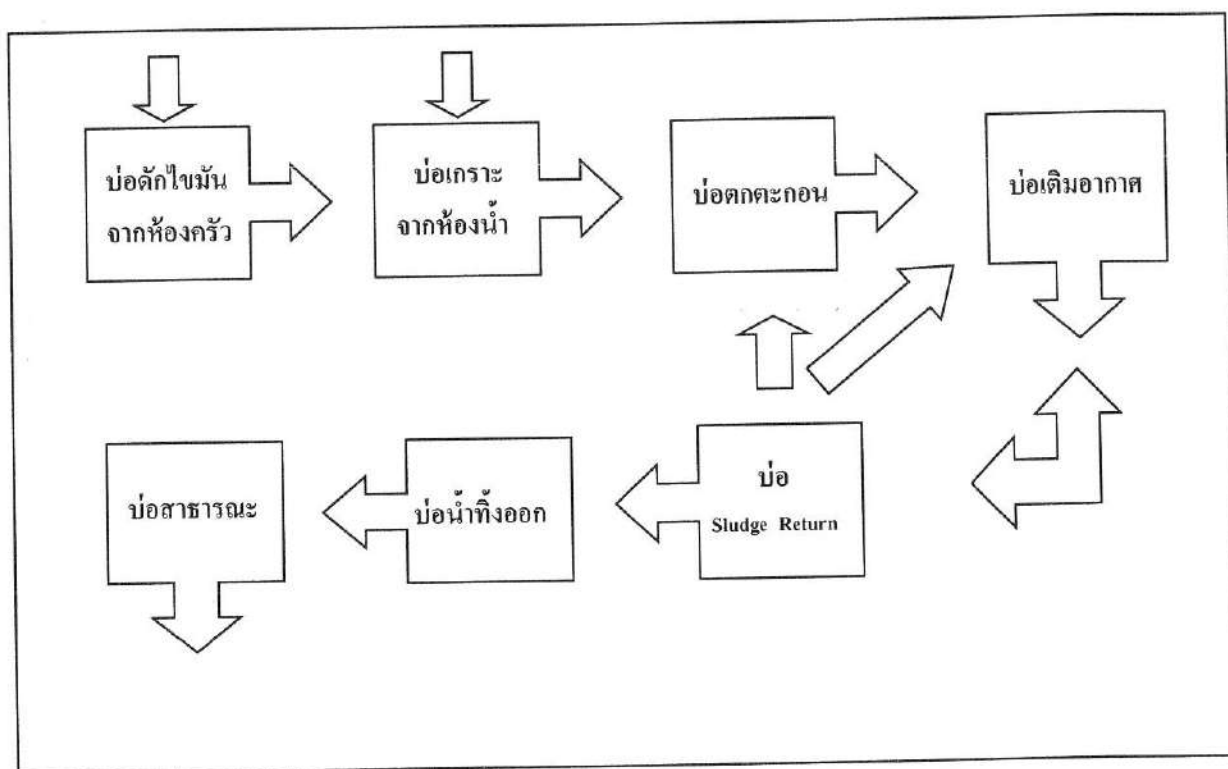 บ่อดักไขมัน
จากห้องครัว
บ่อเกราะ
จากห้องน้ำ
บ่อตกตะกอน
บ่อเติมอากาศ
บ่อสาธารณะ
บ่อน้ำทิ้งออก
บ่อ
Sludge Return